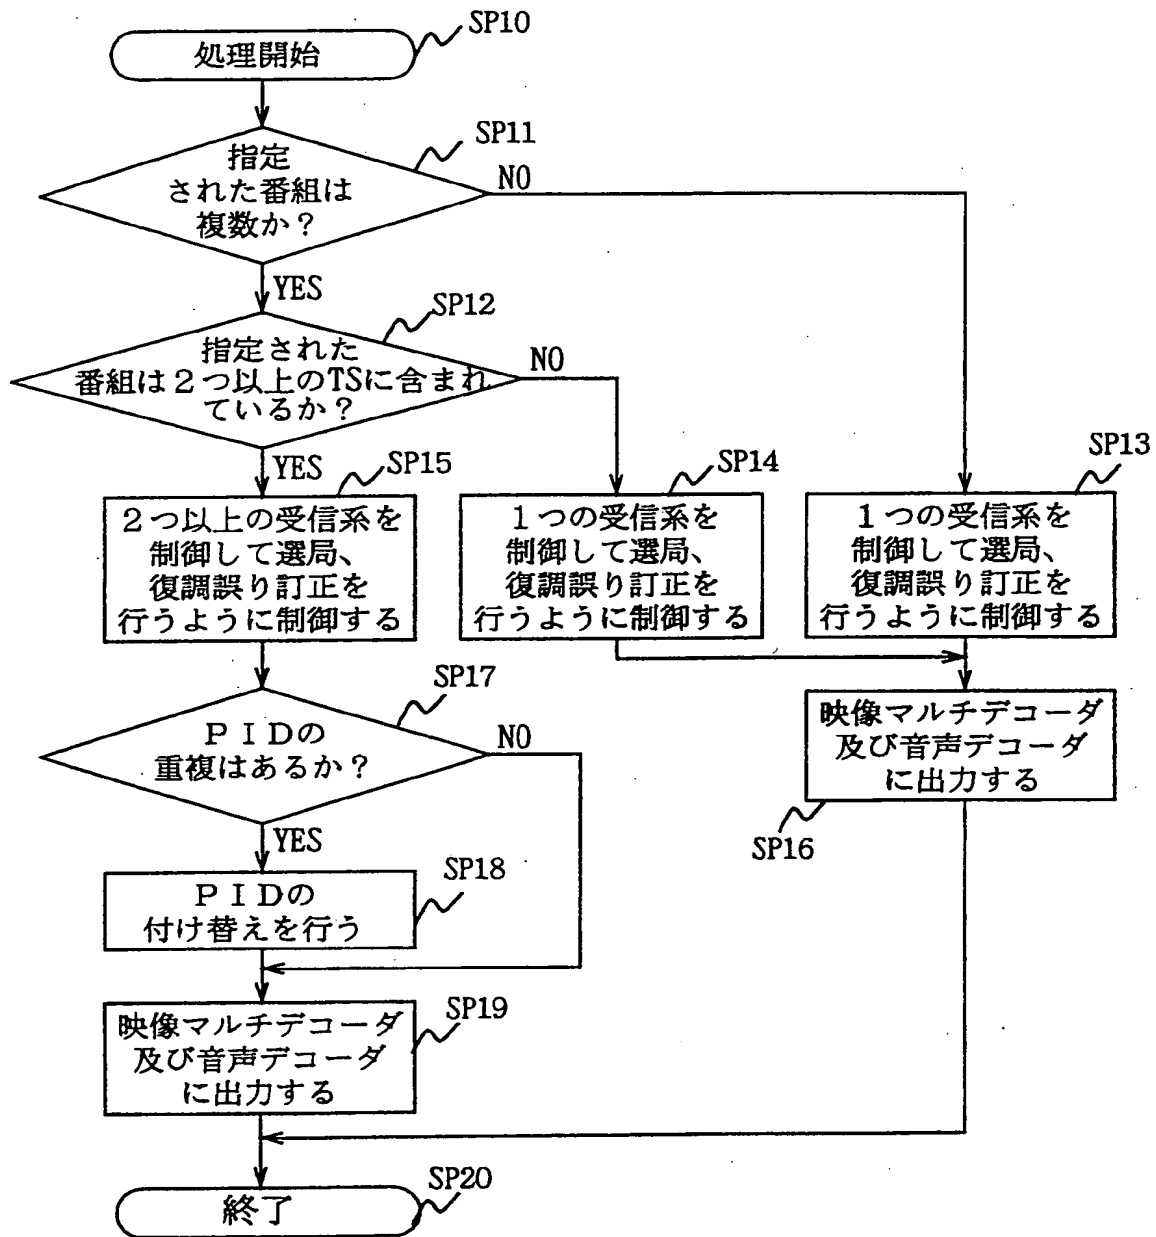 SP10
処理開始
SP11
指定
された番組は
複数か？
NO
YES
SP12
指定された
番組は２つ以上のTSに含まれ
ているか？
NO
YES
SP15
２つ以上の受信系を
制御して選局、
復調誤り訂正を
行うように制御する
SP14
１つの受信系を
制御して選局、
復調誤り訂正を
行うように制御する
SP13
１つの受信系を
制御して選局、
復調誤り訂正を
行うように制御する
SP17
ＰＩＤの
重複はあるか？
NO
YES
映像マルチデコーダ
及び音声デコーダ
に出力する
SP16
SP18
ＰＩＤの
付け替えを行う
SP19
映像マルチデコーダ
及び音声デコーダ
に出力する
SP20
終了